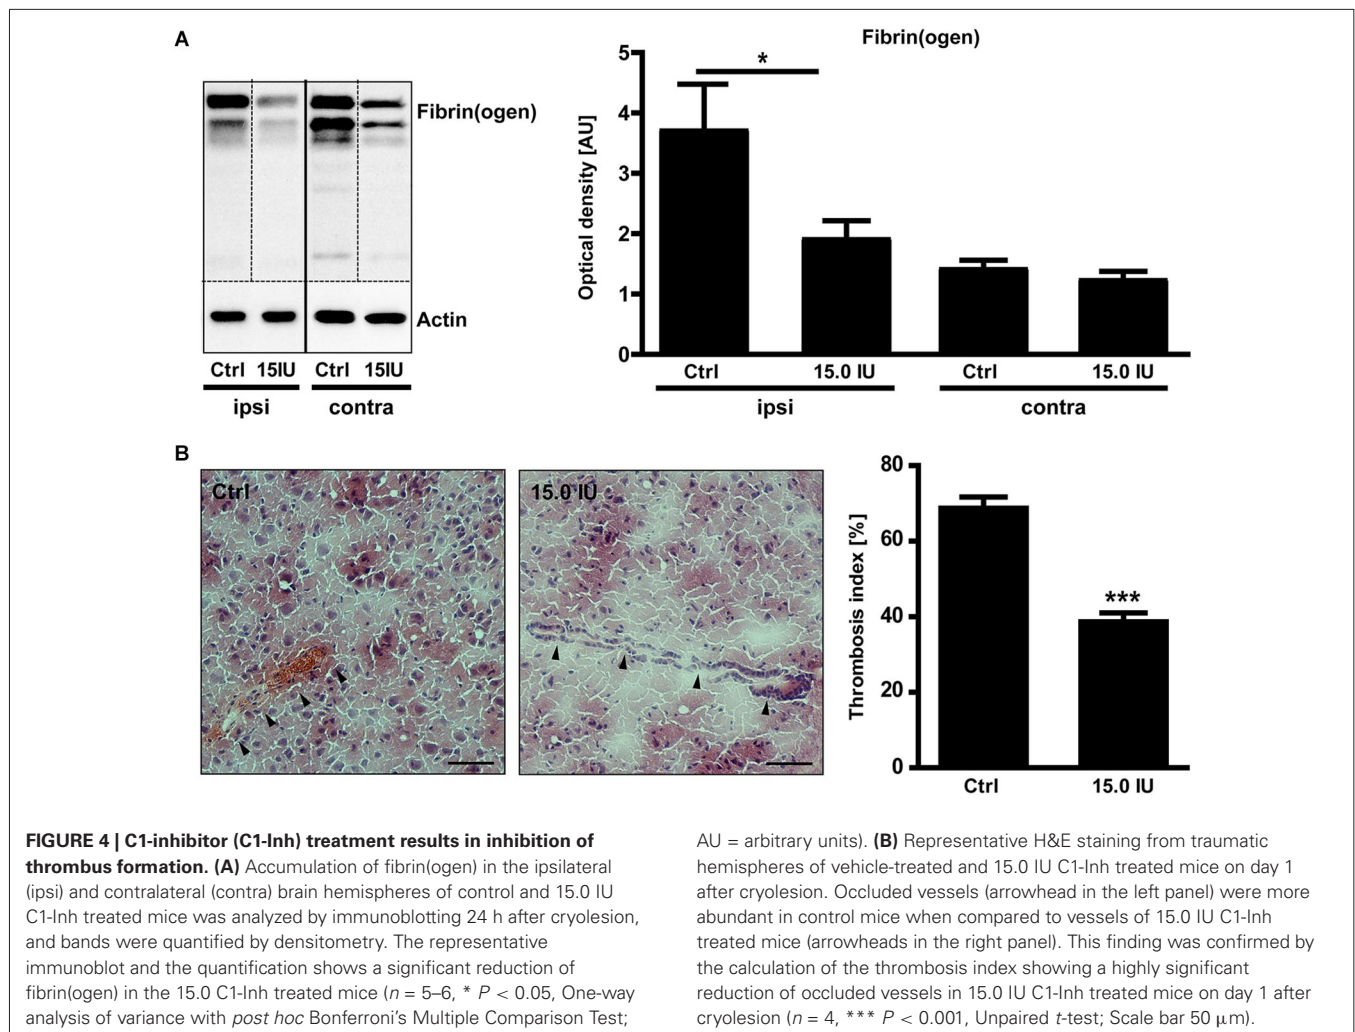 A
Fibrin(ogen)
Actin
Ctrl 15IU Ctrl 15IU
ipsi contra
Fibrin(ogen)
Optical density [AU]
5
4
3
2
1
0
*
Ctrl 15.0 IU Ctrl 15.0 IU
ipsi contra
B
Ctrl
15.0 IU
Thrombosis index [%]
80
60
40
20
0
***
Ctrl 15.0 IU
FIGURE 4 | C1-inhibitor (C1-Inh) treatment results in inhibition of
thrombus formation. (A) Accumulation of fibrin(ogen) in the ipsilateral
(ipsi) and contralateral (contra) brain hemispheres of control and 15.0 IU
C1-Inh treated mice was analyzed by immunoblotting 24 h after cryolesion,
and bands were quantified by densitometry. The representative
immunoblot and the quantification shows a significant reduction of
fibrin(ogen) in the 15.0 C1-Inh treated mice (n = 5–6, * P < 0.05, One-way
analysis of variance with post hoc Bonferroni's Multiple Comparison Test;
AU = arbitrary units). (B) Representative H&E staining from traumatic
hemispheres of vehicle-treated and 15.0 IU C1-Inh treated mice on day 1
after cryolesion. Occluded vessels (arrowhead in the left panel) were more
abundant in control mice when compared to vessels of 15.0 IU C1-Inh
treated mice (arrowheads in the right panel). This finding was confirmed by
the calculation of the thrombosis index showing a highly significant
reduction of occluded vessels in 15.0 IU C1-Inh treated mice on day 1 after
cryolesion (n = 4, *** P < 0.001, Unpaired t-test; Scale bar 50 μm).